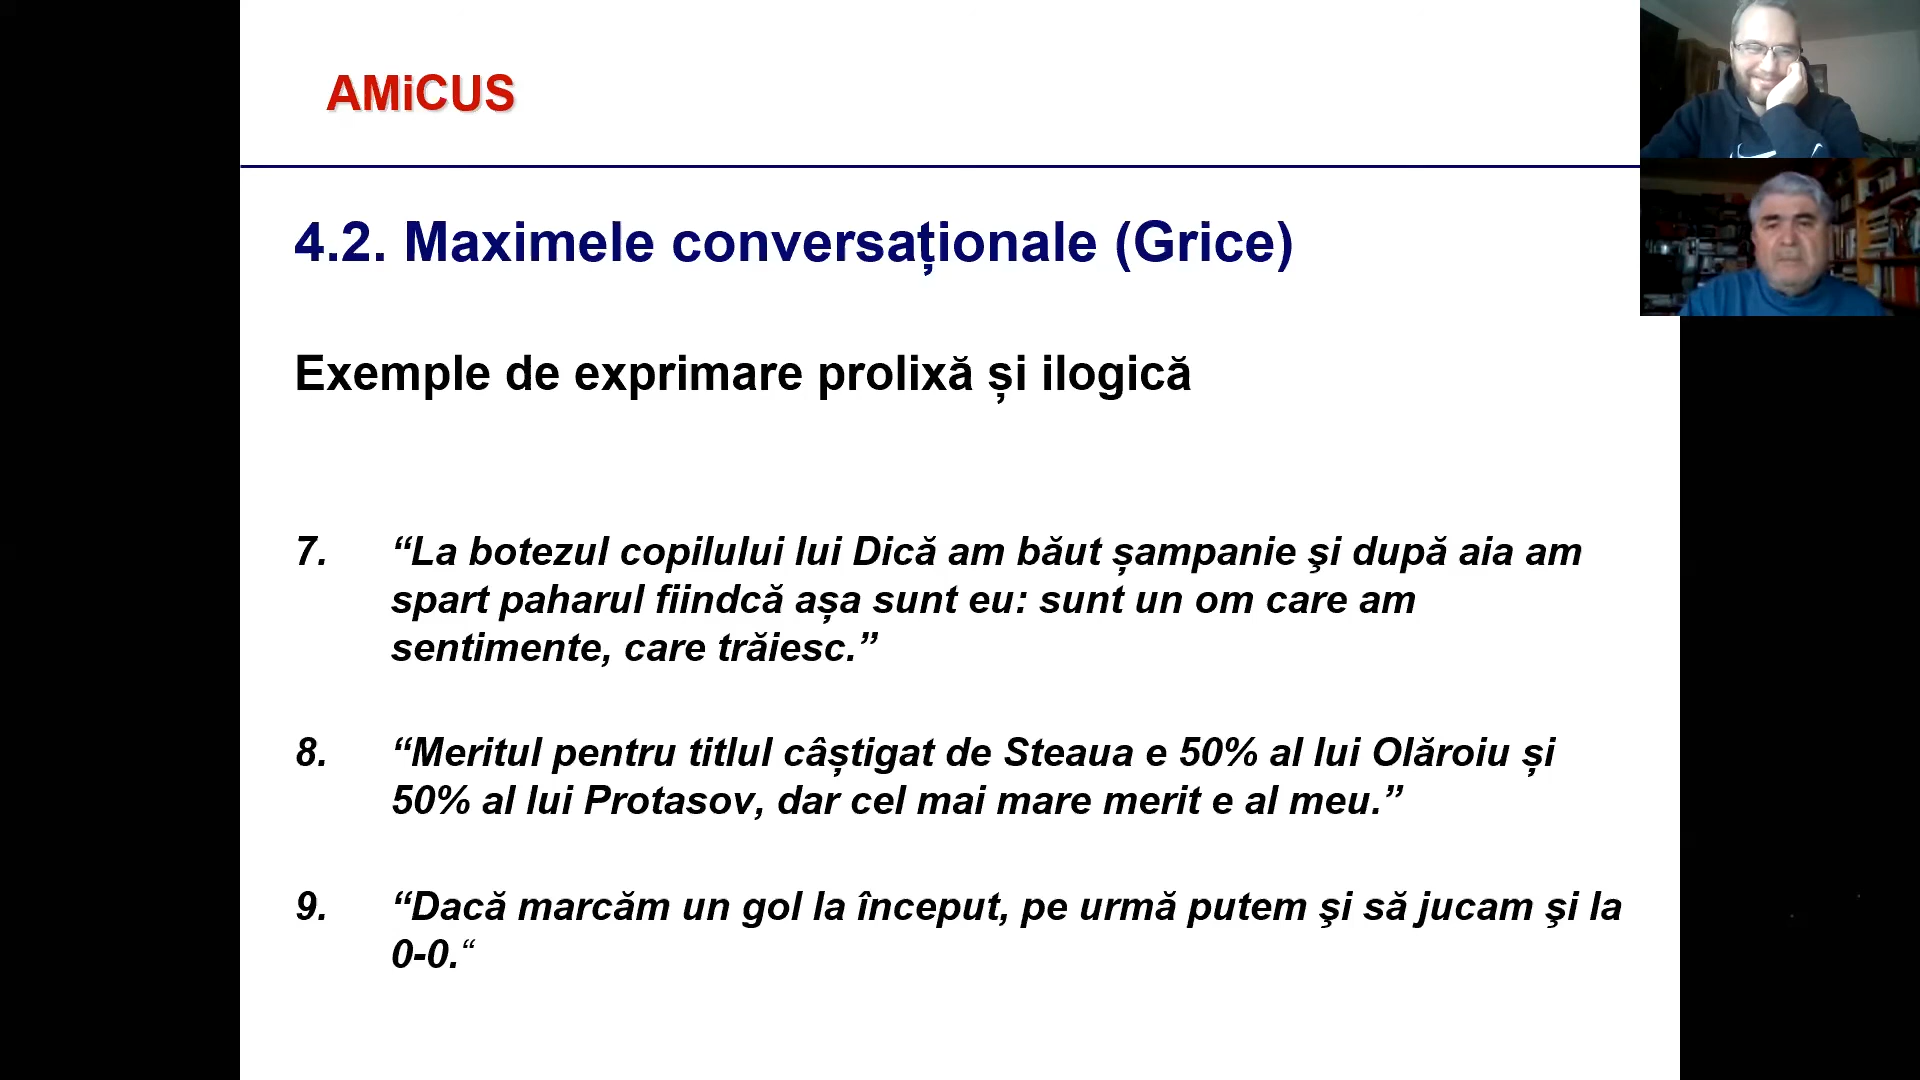 AMiCUS
4.2. Maximele conversaționale (Grice)
Exemple de exprimare prolixă și ilogică
7. “La botezul copilului lui Dică am băut șampanie şi după aia am
spart paharul fiindcă așa sunt eu: sunt un om care am
sentimente, care trăiesc.”
8. “Meritul pentru titlul câștigat de Steaua e 50% al lui Olăroiu și
50% al lui Protasov, dar cel mai mare merit e al meu.”
9. “Dacă marcăm un gol la început, pe urmă putem şi să jucam şi la
0-0.“